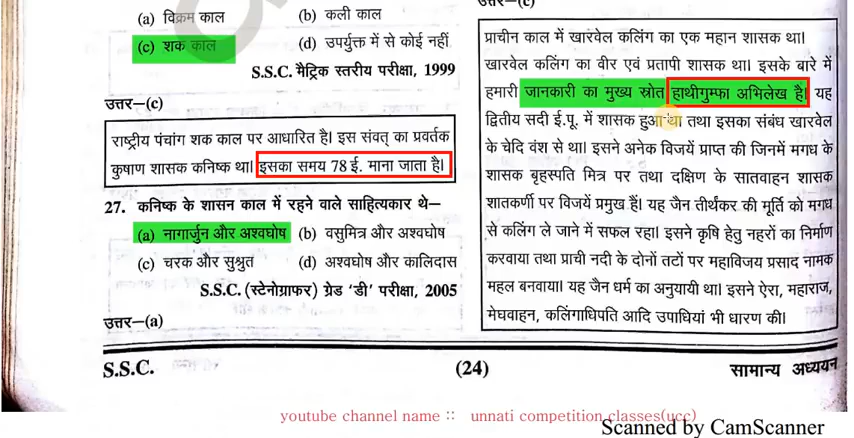 (a) विक्रम काल (b) कली काल
(c) शक काल (d) उपर्युक्त में से कोई नहीं
S.S.C. मैट्रिक स्तरीय परीक्षा, 1999
उत्तर–(c)
राष्ट्रीय पंचांग शक काल पर आधारित है। इस संवत् का प्रवर्तक
कुषाण शासक कनिष्क था। इसका समय 78 ई. माना जाता है।
27. कनिष्क के शासन काल में रहने वाले साहित्यकार थे–
(a) नागार्जुन और अश्वघोष (b) वसुमित्र और अश्वघोष
(c) चरक और सुश्रुत (d) अश्वघोष और कालिदास
S.S.C. (स्टेनोग्राफर) ग्रेड 'डी' परीक्षा, 2005
उत्तर–(a)
उत्तर–(c)
प्राचीन काल में खारवेल कलिंग का एक महान शासक था।
खारवेल कलिंग का वीर एवं प्रतापी शासक था। इसके बारे में
हमारी जानकारी का मुख्य स्रोत हाथीगुम्फा अभिलेख है। यह
द्वितीय सदी ई.पू. में शासक हुआ था तथा इसका संबंध खारवेल
के चेदि वंश से था। इसने अनेक विजयें प्राप्त की जिनमें मगध के
शासक बृहस्पति मित्र पर तथा दक्षिण के सातवाहन शासक
शातकर्णी पर विजयें प्रमुख हैं। यह जैन तीर्थंकर की मूर्ति को मगध
से कलिंग ले जाने में सफल रहा। इसने कृषि हेतु नहरों का निर्माण
करवाया तथा प्राची नदी के दोनों तटों पर महाविजय प्रसाद नामक
महल बनवाया। यह जैन धर्म का अनुयायी था। इसने ऐरा, महाराज,
मेघवाहन, कलिंगाधिपति आदि उपाधियां भी धारण की।
S.S.C. (24) सामान्य अध्ययन
youtube channel name :: unnati competition classes(ucc)
Scanned by CamScanner